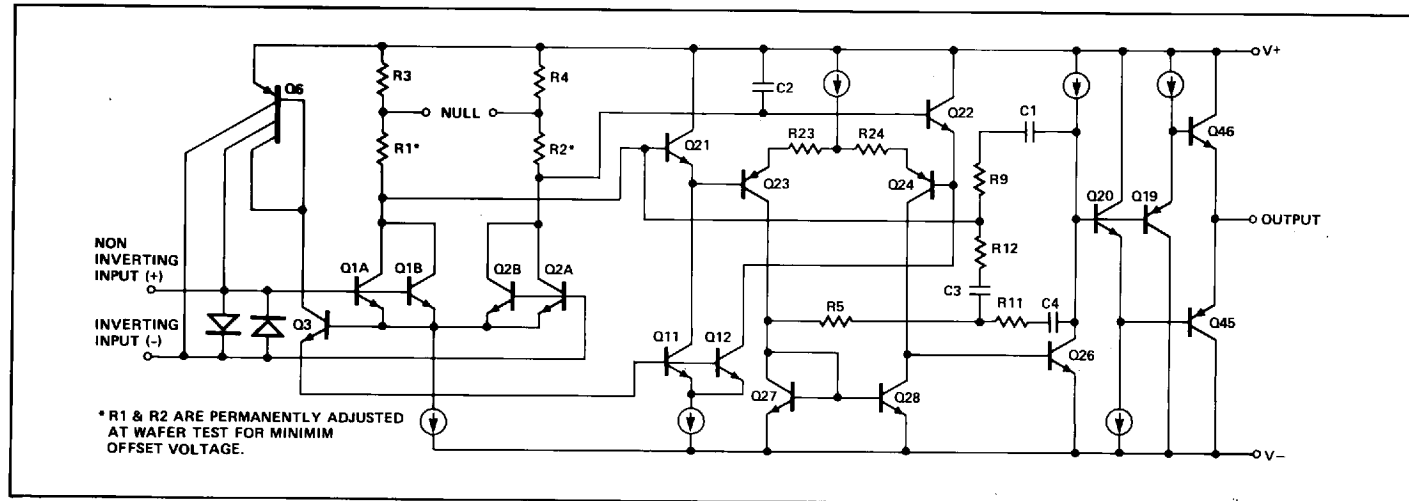 V+
R3
R4
Q6
C2
NULL
Q22
C1
R1*
R2*
Q21
R23
R24
Q46
Q23
Q24
R9
Q20
Q19
OUTPUT
NON
INVERTING
INPUT (+)
Q1A
Q1B
Q2B
Q2A
R12
C3
INVERTING
INPUT (-)
Q3
R5
R11
C4
Q45
Q11
Q12
Q26
Q27
Q28
* R1 & R2 ARE PERMANENTLY ADJUSTED
AT WAFER TEST FOR MINIMIM
OFFSET VOLTAGE.
V−